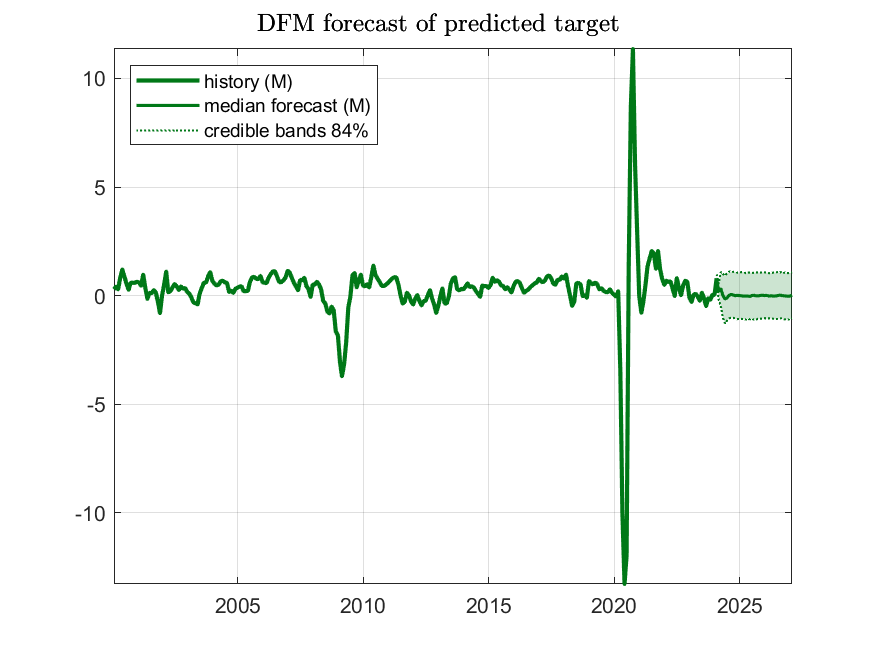 DFM forecast of predicted target
history (M)
median forecast (M)
credible bands 84%
10
5
0
-5
-10
2005
2010
2015
2020
2025